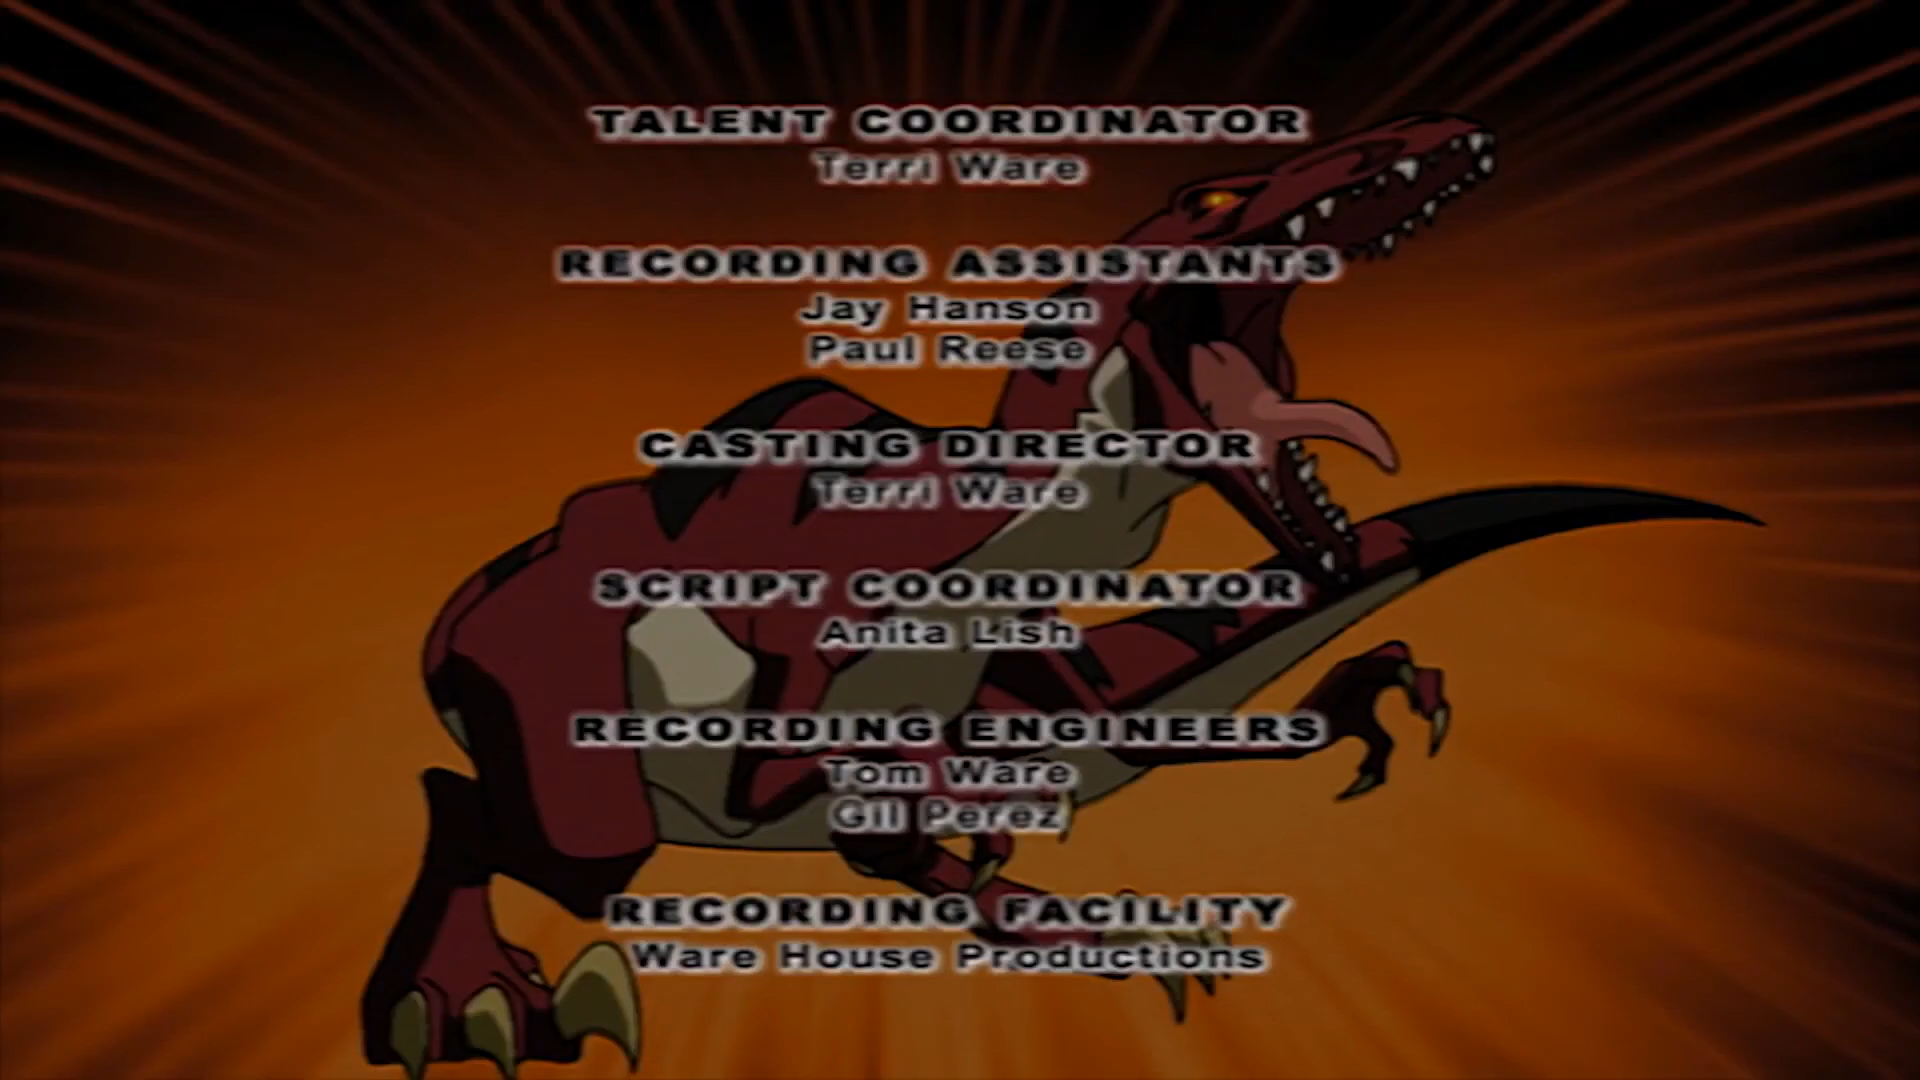 TALENT COORDINATOR
Terri Ware
RECORDING ASSISTANTS
Jay Hanson
Paul Reese
CASTING DIRECTOR
Terri Ware
SCRIPT COORDINATOR
Anita Lish
RECORDING ENGINEERS
Tom Ware
Gil Perez
RECORDING FACILITY
Ware House Productions